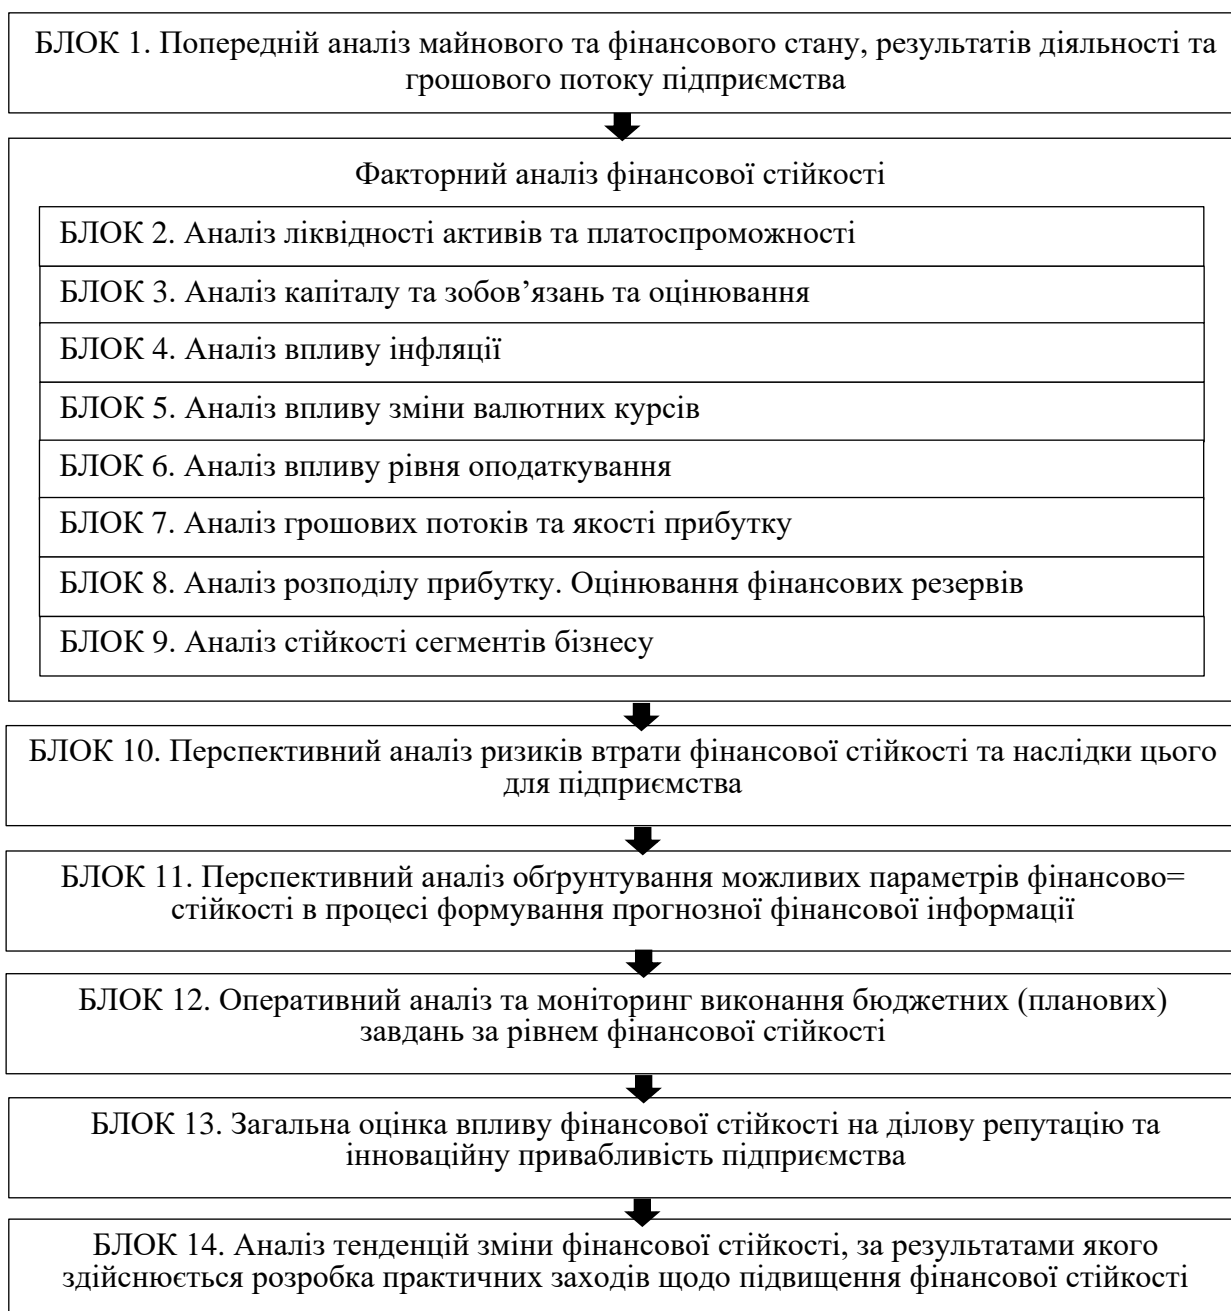 БЛОК 1. Попередній аналіз майнового та фінансового стану, результатів діяльності та
грошового потоку підприємства
Факторний аналіз фінансової стійкості
БЛОК 2. Аналіз ліквідності активів та платоспроможності
БЛОК 3. Аналіз капіталу та зобов’язань та оцінювання
БЛОК 4. Аналіз впливу інфляції
БЛОК 5. Аналіз впливу зміни валютних курсів
БЛОК 6. Аналіз впливу рівня оподаткування
БЛОК 7. Аналіз грошових потоків та якості прибутку
БЛОК 8. Аналіз розподілу прибутку. Оцінювання фінансових резервів
БЛОК 9. Аналіз стійкості сегментів бізнесу
БЛОК 10. Перспективний аналіз ризиків втрати фінансової стійкості та наслідки цього
для підприємства
БЛОК 11. Перспективний аналіз обґрунтування можливих параметрів фінансово=
стійкості в процесі формування прогнозної фінансової інформації
БЛОК 12. Оперативний аналіз та моніторинг виконання бюджетних (планових)
завдань за рівнем фінансової стійкості
БЛОК 13. Загальна оцінка впливу фінансової стійкості на ділову репутацію та
інноваційну привабливість підприємства
БЛОК 14. Аналіз тенденцій зміни фінансової стійкості, за результатами якого
здійснюється розробка практичних заходів щодо підвищення фінансової стійкості